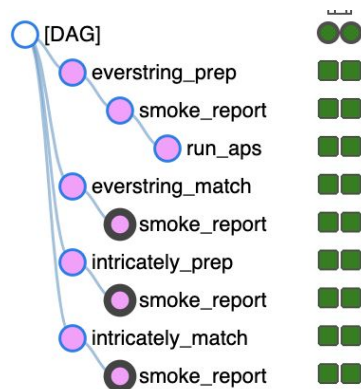 [DAG]
everstring_prep
smoke_report
run_aps
everstring_match
smoke_report
intricately_prep
smoke_report
intricately_match
smoke_report